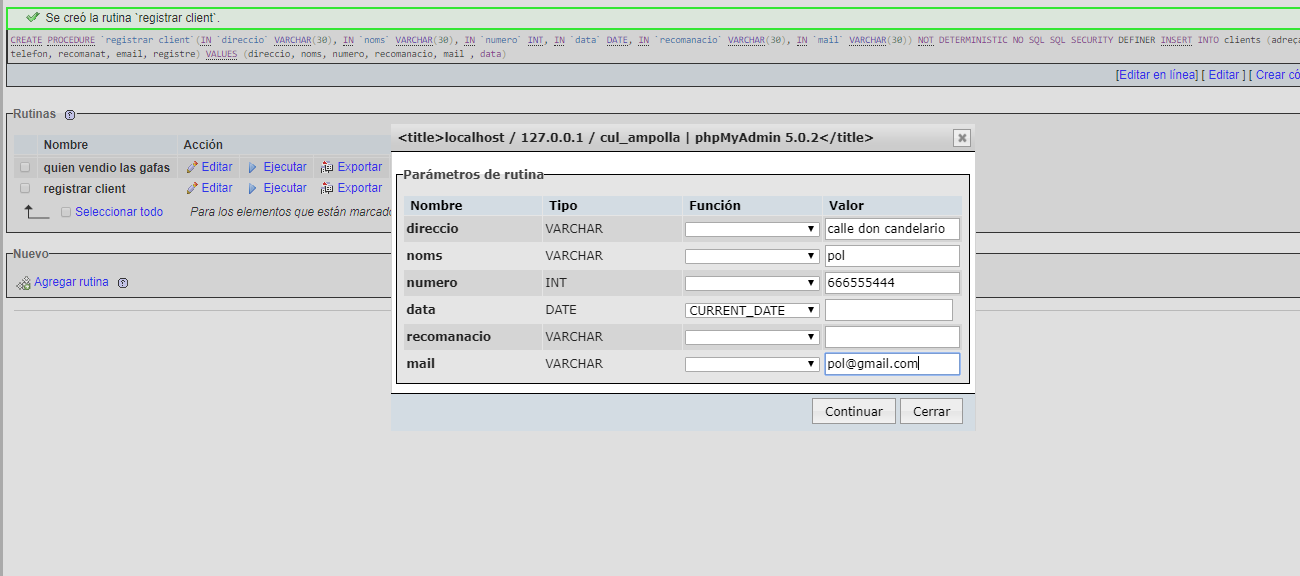 Se creó la rutina `registrar client`.
CREATE PROCEDURE `registrar client`(IN `direccio` VARCHAR(30), IN `noms` VARCHAR(30), IN `numero` INT, IN `data` DATE, IN `recomanacio` VARCHAR(30), IN `mail` VARCHAR(30)) NOT DETERMINISTIC NO SQL SQL SECURITY DEFINER INSERT INTO clients (adreça
telefon, recomanat, email, registre) VALUES (direccio, noms, numero, recomanacio, mail , data)
[Editar en línea] [ Editar ] [ Crear có
Rutinas
Nombre Acción
quien vendio las gafas Editar Ejecutar Exportar
registrar client Editar Ejecutar Exportar
Seleccionar todo Para los elementos que están marcado
Nuevo
Agregar rutina
<title>localhost / 127.0.0.1 / cul_ampolla | phpMyAdmin 5.0.2</title>
Parámetros de rutina
Nombre Tipo Función Valor
direccio VARCHAR calle don candelario
noms VARCHAR pol
numero INT 666555444
data DATE CURRENT_DATE
recomanacio VARCHAR
mail VARCHAR pol@gmail.com
Continuar Cerrar